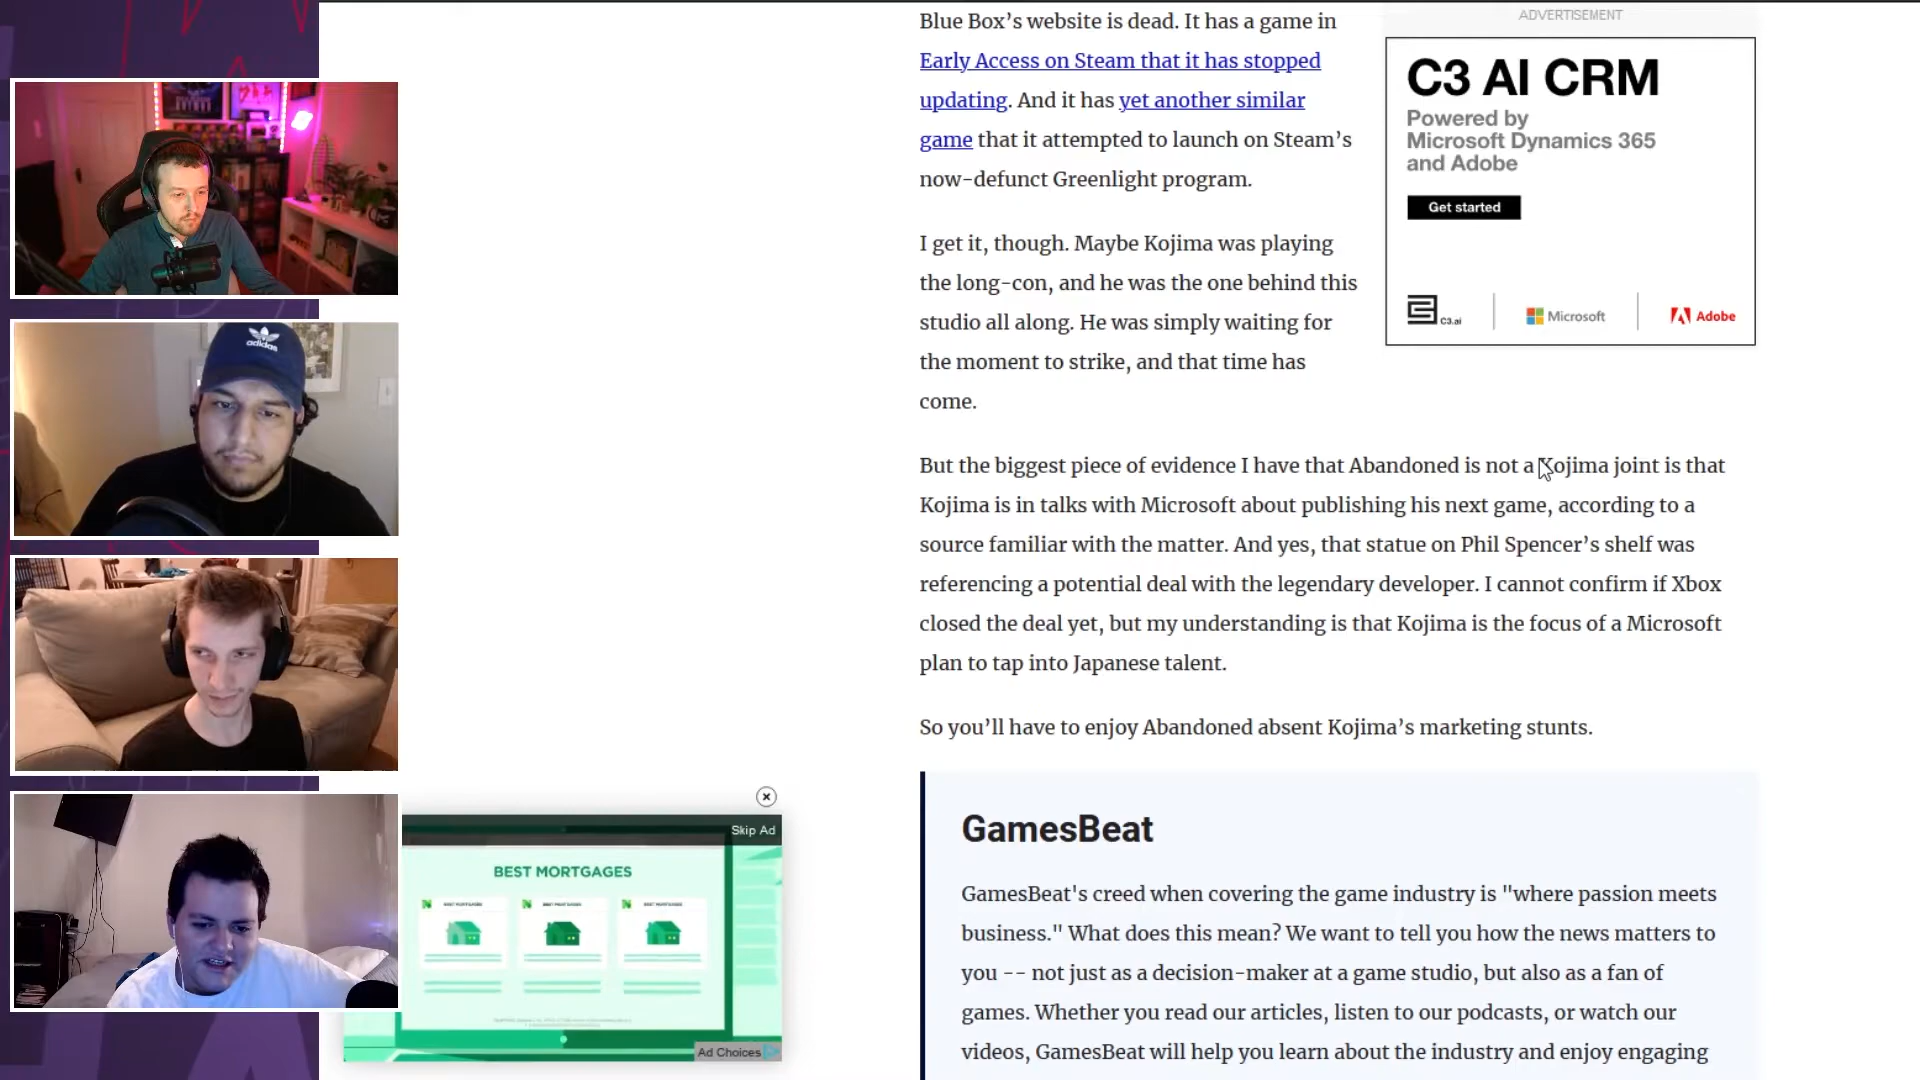 Blue Box’s website is dead. It has a game in
Early Access on Steam that it has stopped
updating. And it has yet another similar
game that it attempted to launch on Steam’s
now-defunct Greenlight program.
I get it, though. Maybe Kojima was playing
the long-con, and he was the one behind this
studio all along. He was simply waiting for
the moment to strike, and that time has
come.
ADVERTISEMENT
C3 AI CRM
Powered by
Microsoft Dynamics 365
and Adobe
Get started
C3.ai
Microsoft
Adobe
But the biggest piece of evidence I have that Abandoned is not a Kojima joint is that
Kojima is in talks with Microsoft about publishing his next game, according to a
source familiar with the matter. And yes, that statue on Phil Spencer’s shelf was
referencing a potential deal with the legendary developer. I cannot confirm if Xbox
closed the deal yet, but my understanding is that Kojima is the focus of a Microsoft
plan to tap into Japanese talent.
So you’ll have to enjoy Abandoned absent Kojima’s marketing stunts.
GamesBeat
GamesBeat's creed when covering the game industry is "where passion meets
business." What does this mean? We want to tell you how the news matters to
you -- not just as a decision-maker at a game studio, but also as a fan of
games. Whether you read our articles, listen to our podcasts, or watch our
videos, GamesBeat will help you learn about the industry and enjoy engaging
adidas
Skip Ad
BEST MORTGAGES
BEST MORTGAGES
BEST MORTGAGES
BEST MORTGAGES
Ad Choices